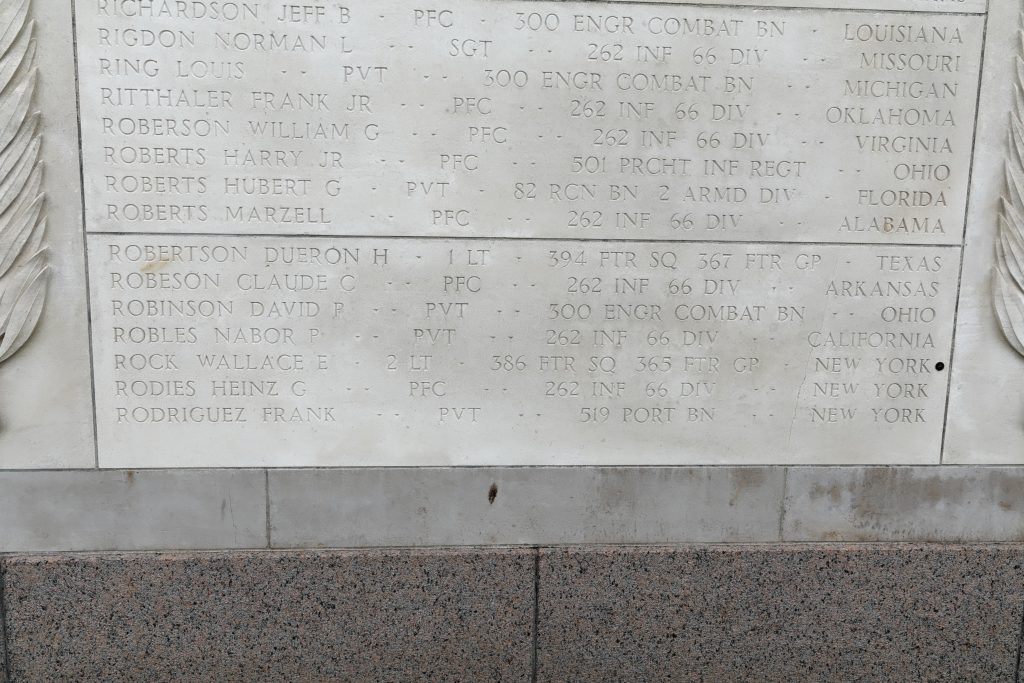 RICHARDSON JEFF B - PFC - 300 ENGR COMBAT BN - LOUISIANA
RIGDON NORMAN L -- SGT -- 262 INF 66 DIV -- MISSOURI
RING LOUIS -- PVT -- 300 ENGR COMBAT BN -- MICHIGAN
RITTHALER FRANK JR -- PFC -- 262 INF 66 DIV -- OKLAHOMA
ROBERSON WILLIAM G -- PFC -- 262 INF 66 DIV -- VIRGINIA
ROBERTS HARRY JR -- PFC -- 501 PRCHT INF REGT -- OHIO
ROBERTS HUBERT G - PVT - 82 RCN BN 2 ARMD DIV - FLORIDA
ROBERTS MARZELL -- PFC -- 262 INF 66 DIV -- ALABAMA
ROBERTSON DUERON H - 1 LT - 394 FTR SQ 367 FTR GP - TEXAS
ROBESON CLAUDE C -- PFC -- 262 INF 66 DIV -- ARKANSAS
ROBINSON DAVID P -- PVT -- 300 ENGR COMBAT BN -- OHIO
ROBLES NABOR P -- PVT -- 262 INF 66 DIV -- CALIFORNIA
ROCK WALLACE E - 2 LT - 386 FTR SQ 365 FTR GP - NEW YORK
RODIES HEINZ G -- PFC -- 262 INF 66 DIV -- NEW YORK
RODRIGUEZ FRANK -- PVT -- 519 PORT BN -- NEW YORK